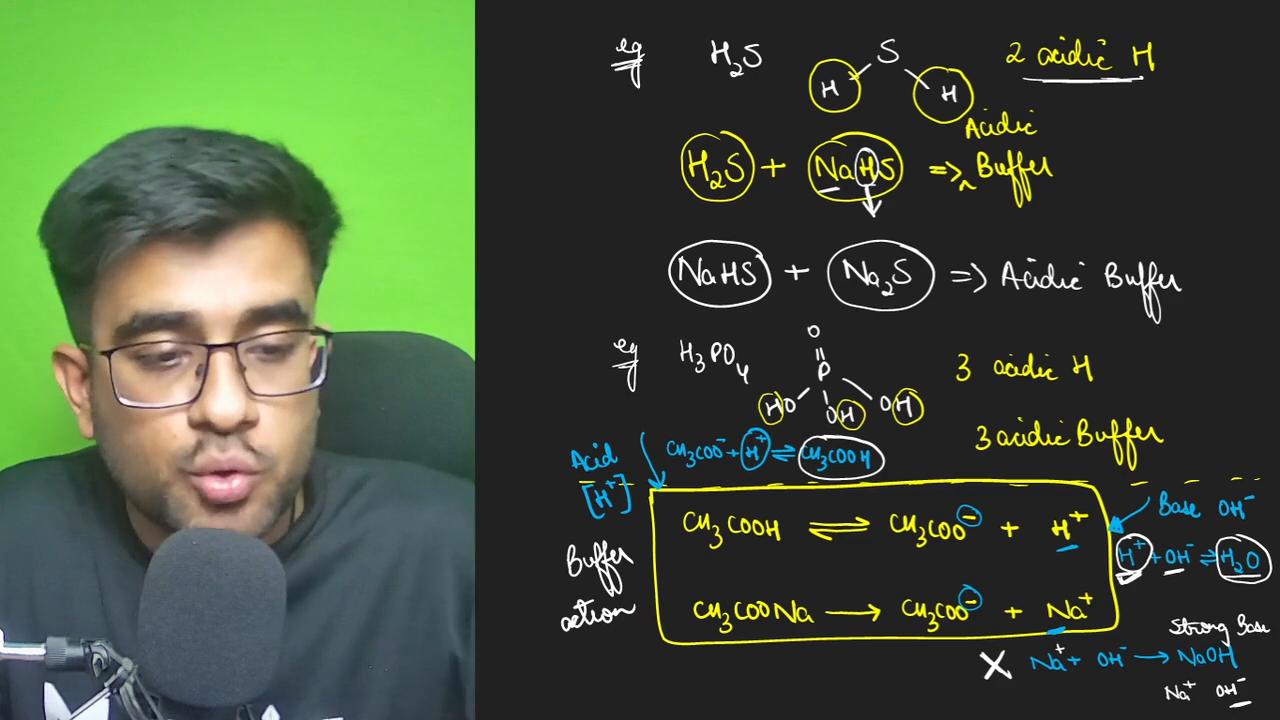 eg H₂S S 2 acidic H
H H
Acidic
H₂S + NaHS ⇒ Buffer
NaHS + Na₂S ⇒ Acidic Buffer
eg H₃PO₄ O 3 acidic H
P
HO OH OH
3 acidic Buffer
Acid CH₃COO⁻ + H⁺ ⇌ CH₃COOH
[H⁺]
Base OH⁻
CH₃COOH ⇌ CH₃COO⁻ + H⁺
H⁺ + OH⁻ ⇌ H₂O
Buffer
action
CH₃COONa → CH₃COO⁻ + Na⁺
Strong Base
X Na⁺ + OH⁻ → NaOH
Na⁺ OH⁻